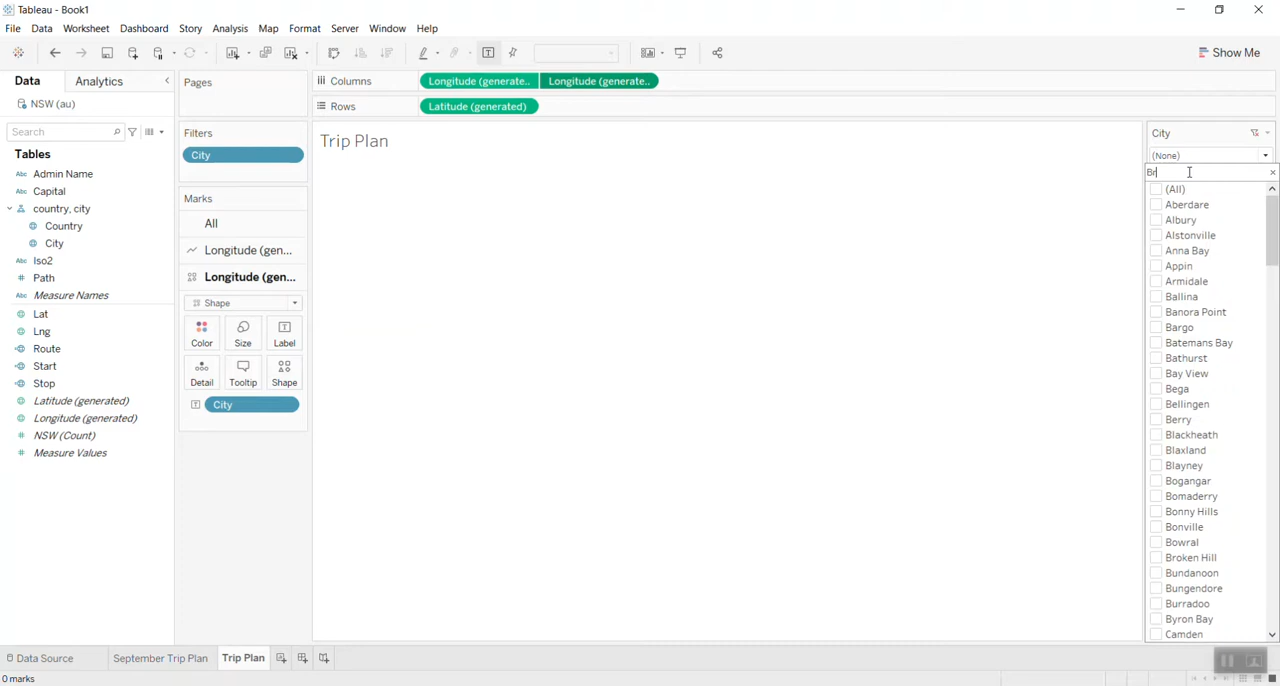 Tableau - Book1
File Data Worksheet Dashboard Story Analysis Map Format Server Window Help
Show Me
Data Analytics
NSW (au)
Search
Tables
Abc Admin Name
Abc Capital
country, city
Country
City
Abc Iso2
# Path
Abc Measure Names
Lat
Lng
Route
Start
Stop
Latitude (generated)
Longitude (generated)
# NSW (Count)
# Measure Values
Pages
Filters
City
Marks
All
Longitude (gen...
Longitude (gen...
Shape
Color Size Label
Detail Tooltip Shape
City
Columns Longitude (generate.. Longitude (generate..
Rows Latitude (generated)
Trip Plan
City
(None)
Br
(All)
Aberdare
Albury
Alstonville
Anna Bay
Appin
Armidale
Ballina
Banora Point
Bargo
Batemans Bay
Bathurst
Bay View
Bega
Bellingen
Berry
Blackheath
Blaxland
Blayney
Bogangar
Bomaderry
Bonny Hills
Bonville
Bowral
Broken Hill
Bundanoon
Bungendore
Burradoo
Byron Bay
Camden
Data Source September Trip Plan Trip Plan
0 marks